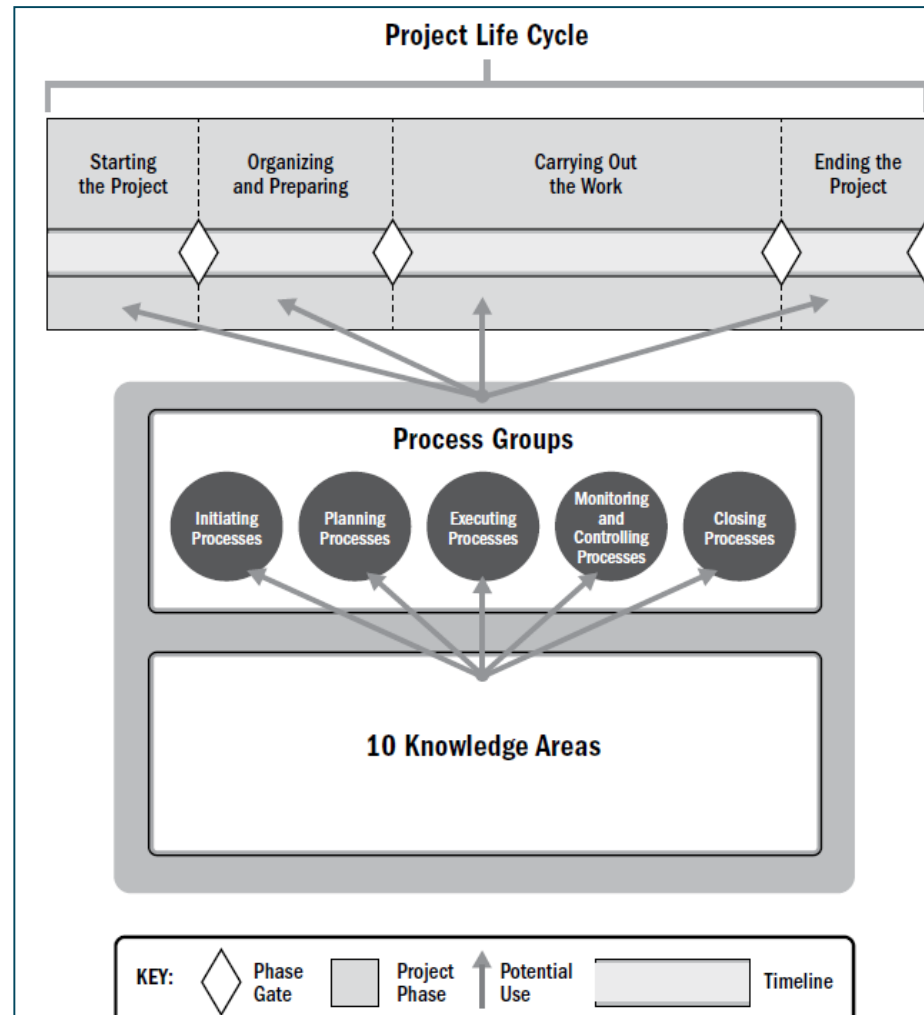 Project Life Cycle
Starting
the Project
Organizing
and Preparing
Carrying Out
the Work
Ending the
Project
Process Groups
Initiating
Processes
Planning
Processes
Executing
Processes
Monitoring
and
Controlling
Processes
Closing
Processes
10 Knowledge Areas
KEY:
Phase
Gate
Project
Phase
Potential
Use
Timeline